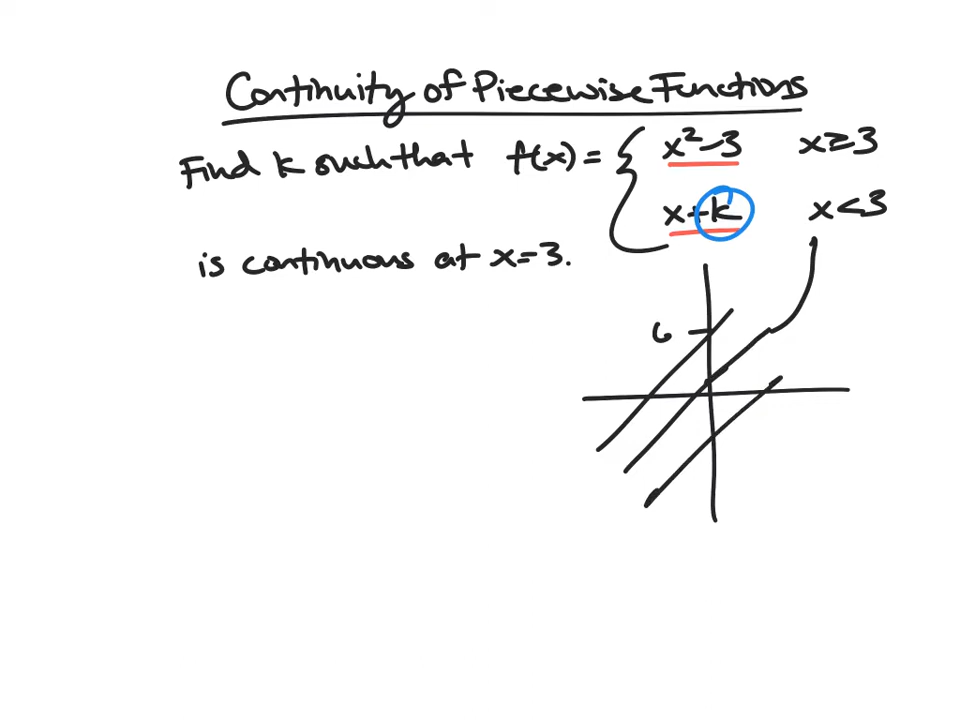 Continuity of Piecewise Functions
Find k such that f(x) = { x² - 3 x ≥ 3
x + k x < 3
is continuous at x = 3.
6